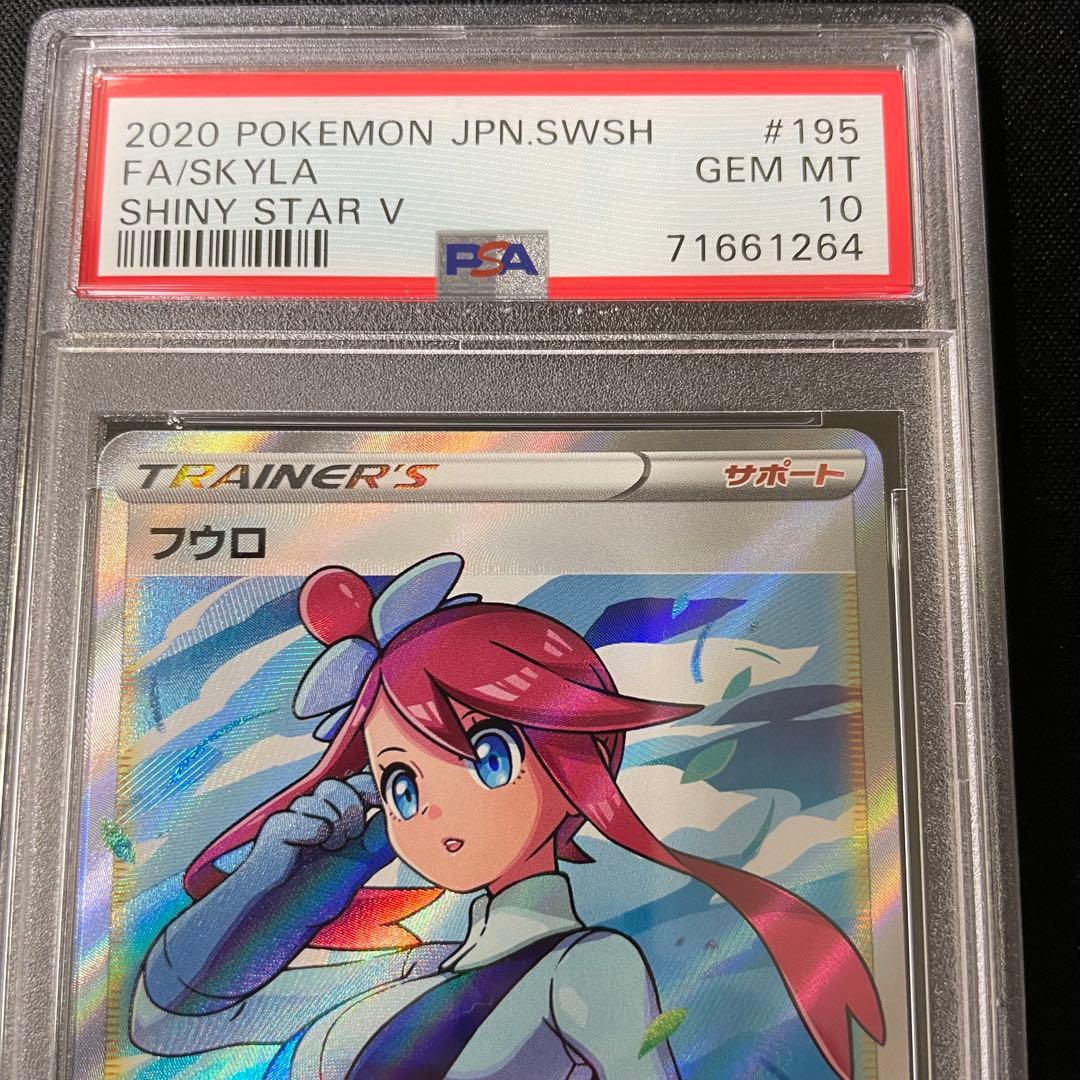 2020 POKEMON JPN.SWSH #195
FA/SKYLA GEM MT
SHINY STAR V 10
PSA 71661264
TRAINER'S サポート
フウロ